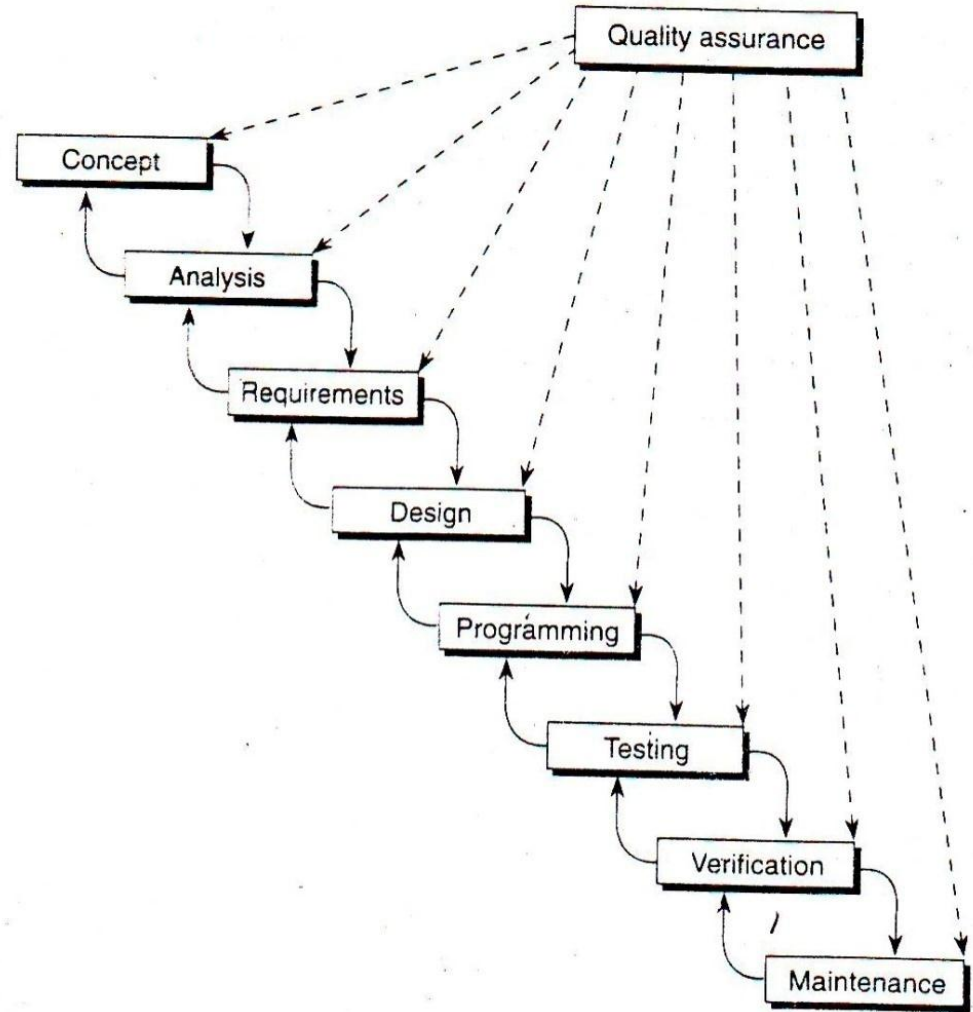 Quality assurance
Concept
Analysis
Requirements
Design
Programming
Testing
Verification
Maintenance